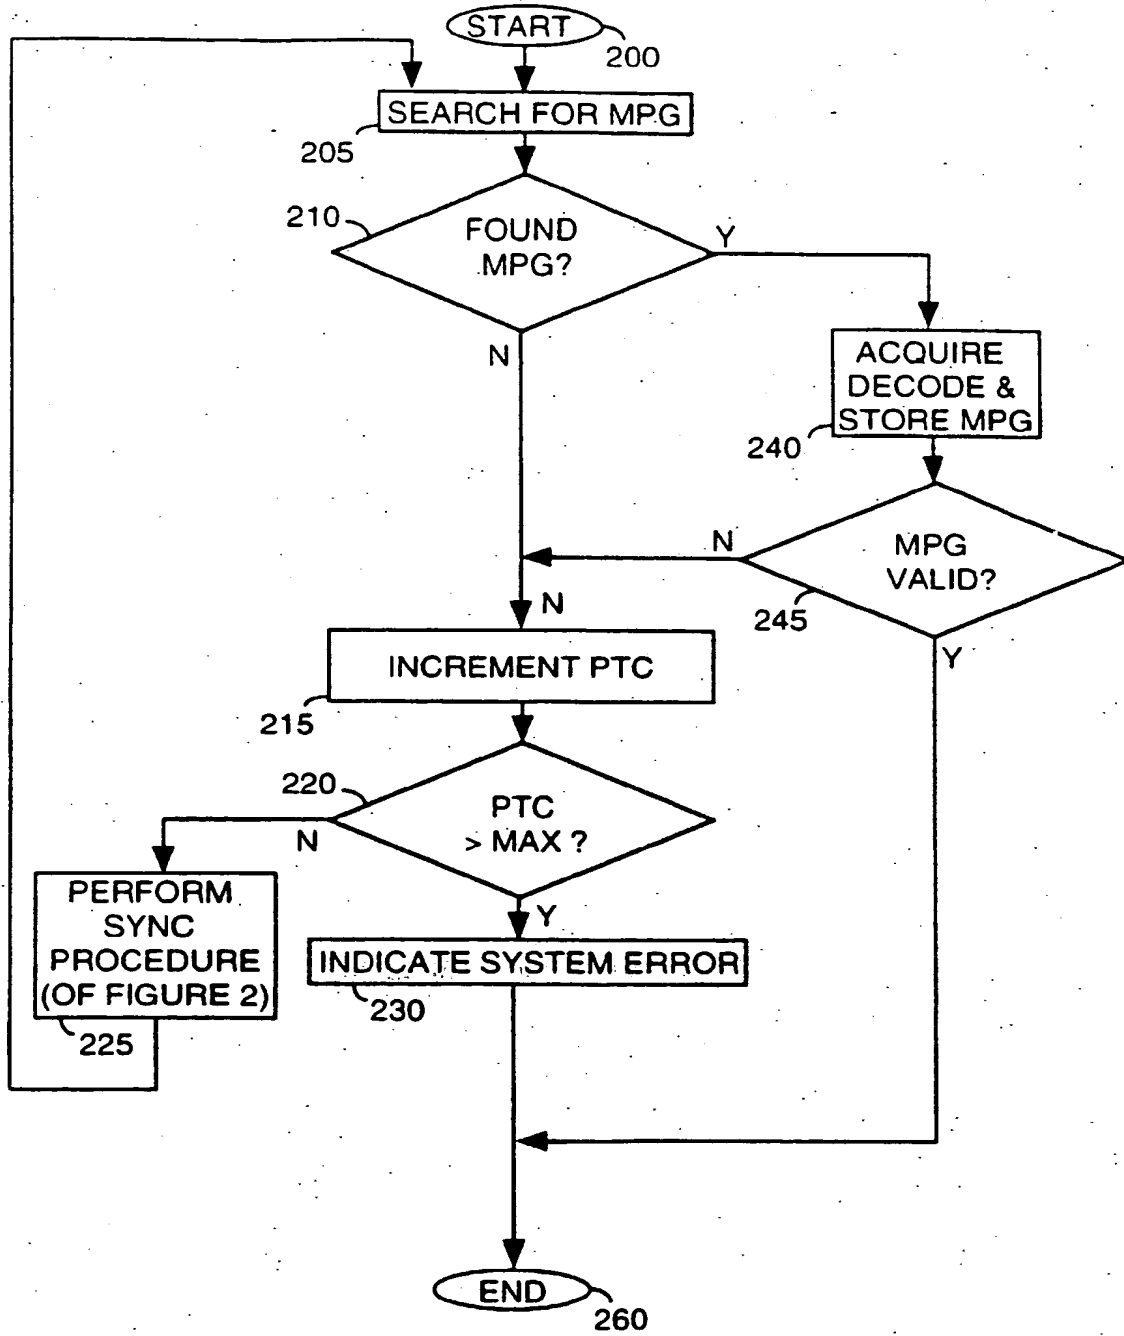 START
200
SEARCH FOR MPG
205
210
FOUND
MPG?
Y
N
ACQUIRE
DECODE &
STORE MPG
240
N
MPG
VALID?
245
N
Y
INCREMENT PTC
215
220
PTC
> MAX ?
N
Y
PERFORM
SYNC
PROCEDURE
(OF FIGURE 2)
225
INDICATE SYSTEM ERROR
230
END
260